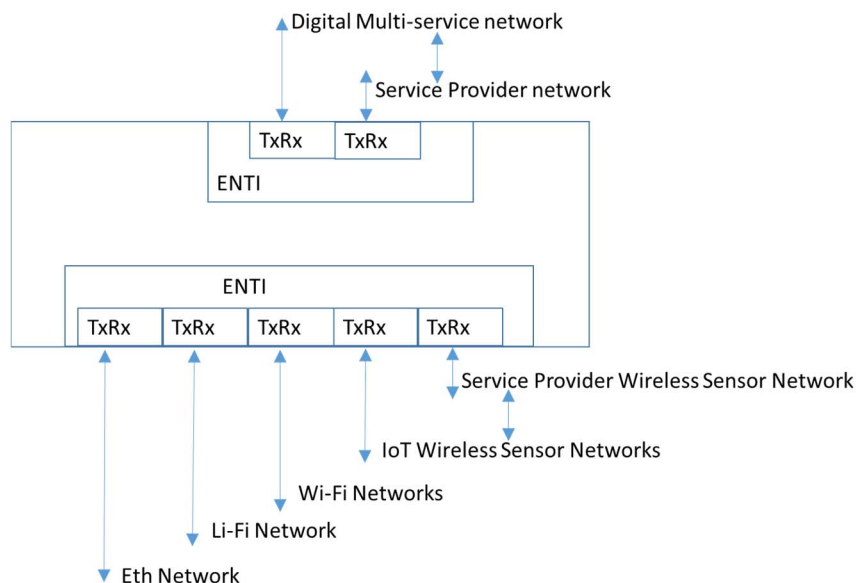 Digital Multi-service network
Service Provider network
TxRx TxRx
ENTI
ENTI
TxRx TxRx TxRx TxRx TxRx
Service Provider Wireless Sensor Network
IoT Wireless Sensor Networks
Wi-Fi Networks
Li-Fi Network
Eth Network